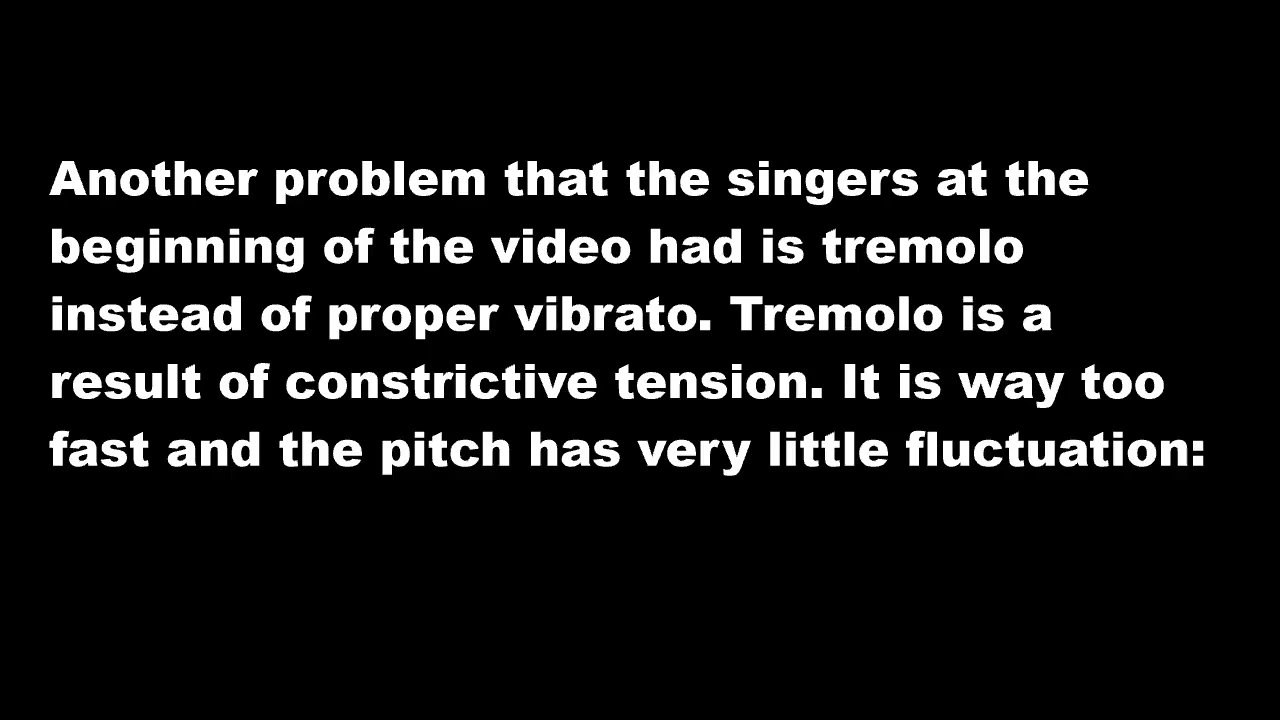 Another problem that the singers at the
beginning of the video had is tremolo
instead of proper vibrato. Tremolo is a
result of constrictive tension. It is way too
fast and the pitch has very little fluctuation: